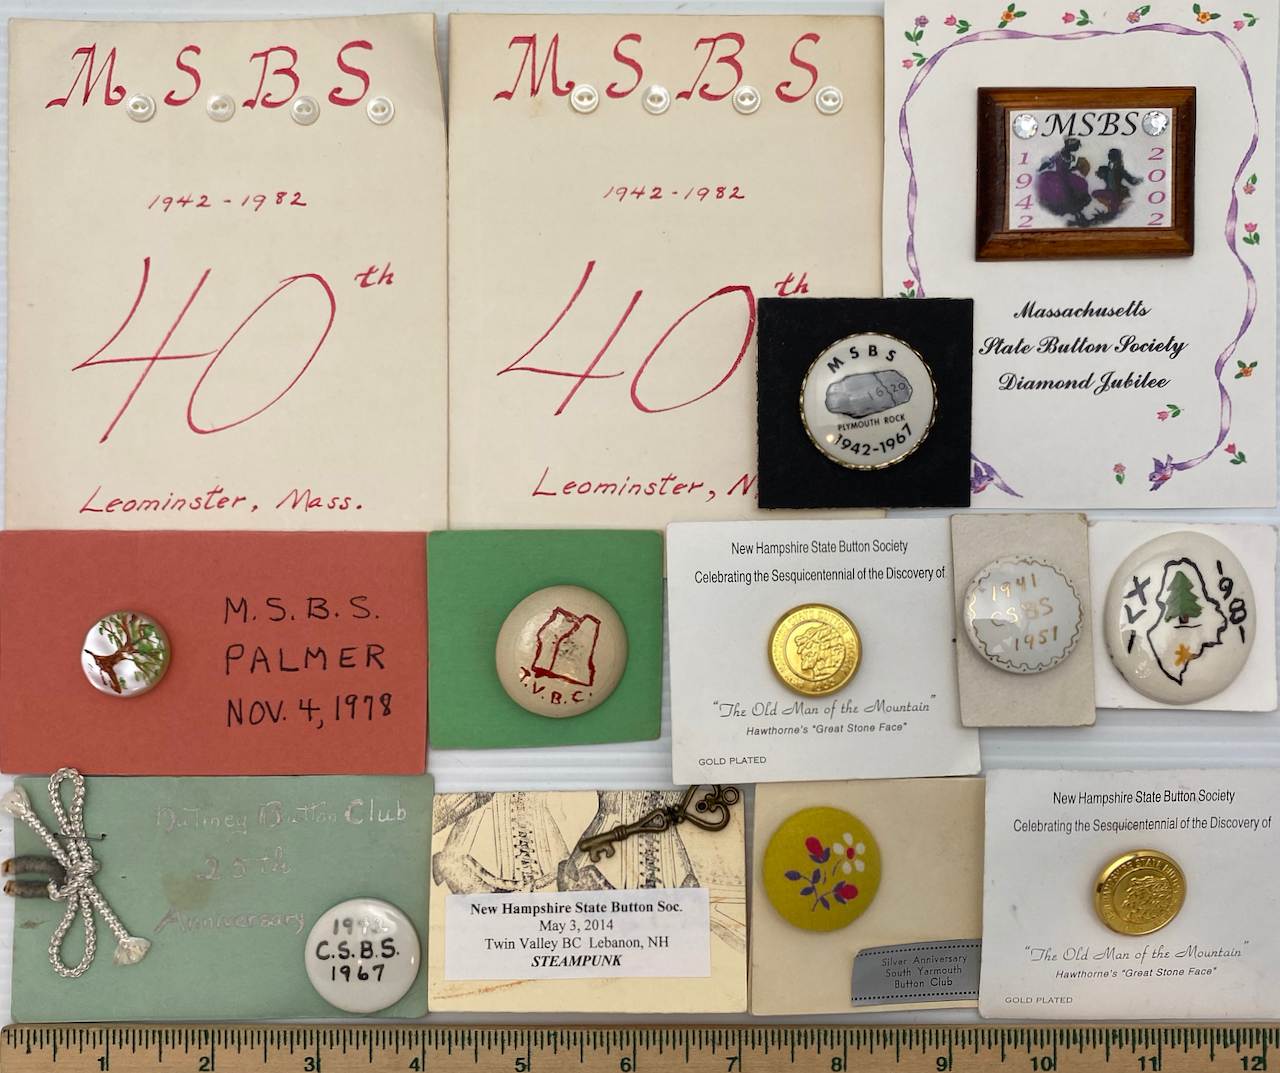 M.S.B.S.
1942 - 1982
40th
Leominster, Mass.
M.S.B.S.
1942 - 1982
40th
Leominster, M
MSBS
1942
2002
Massachusetts
State Button Society
Diamond Jubilee
MSBS
1620
PLYMOUTH ROCK
1942-1967
M.S.B.S.
PALMER
NOV. 4, 1978
T.V.B.C.
New Hampshire State Button Society
Celebrating the Sesquicentennial of the Discovery of
"The Old Man of the Mountain"
Hawthorne's "Great Stone Face"
GOLD PLATED
1941
CSBS
1951
1981
Nutmeg Button Club
25th
Anniversary
C.S.B.S.
1967
New Hampshire State Button Soc.
May 3, 2014
Twin Valley BC Lebanon, NH
STEAMPUNK
Silver Anniversary
South Yarmouth
Button Club
New Hampshire State Button Society
Celebrating the Sesquicentennial of the Discovery of
"The Old Man of the Mountain"
Hawthorne's "Great Stone Face"
GOLD PLATED
1 2 3 4 5 6 7 8 9 10 11 12